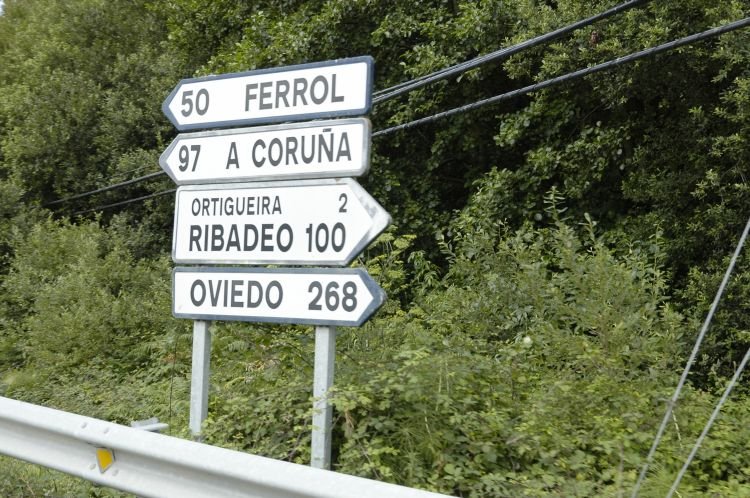 50 FERROL
97 A CORUÑA
ORTIGUEIRA 2
RIBADEO 100
OVIEDO 268